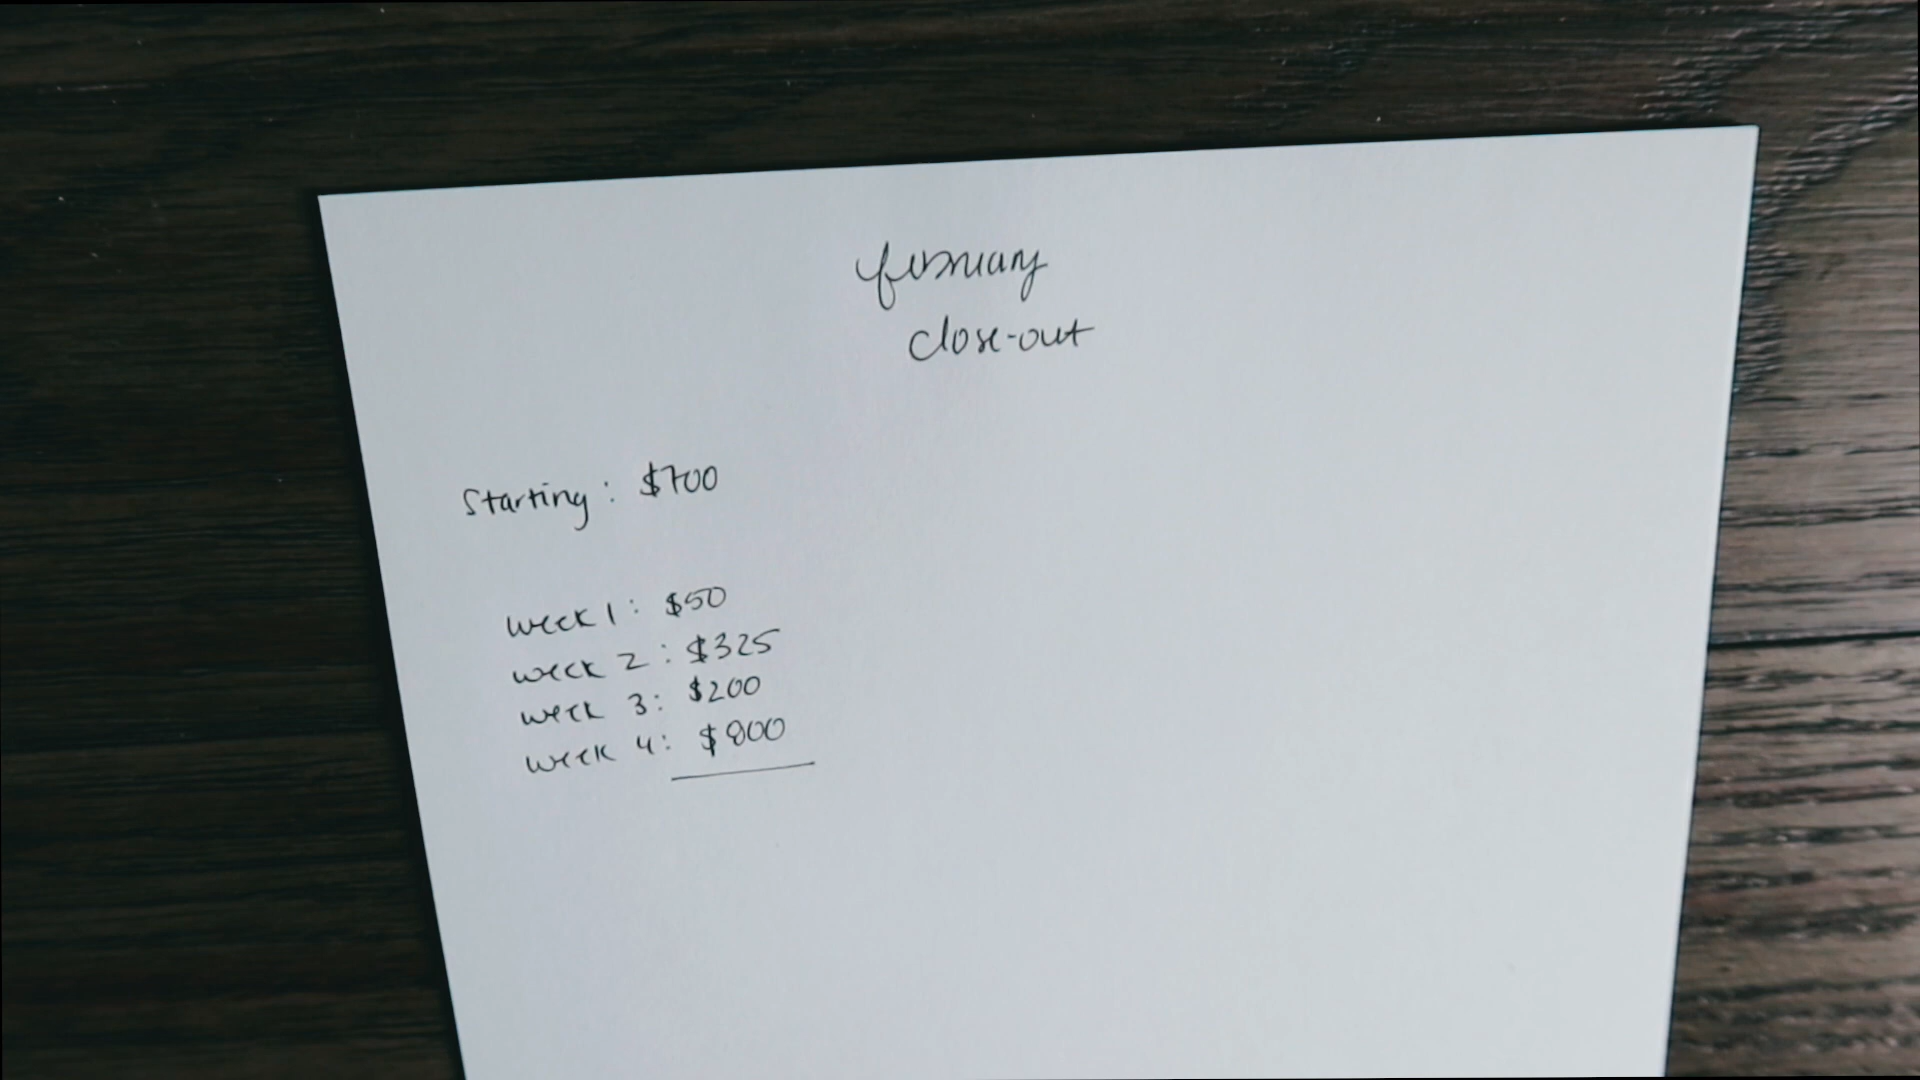 february
close-out
Starting: $700
week 1: $50
week 2: $325
week 3: $200
week 4: $800